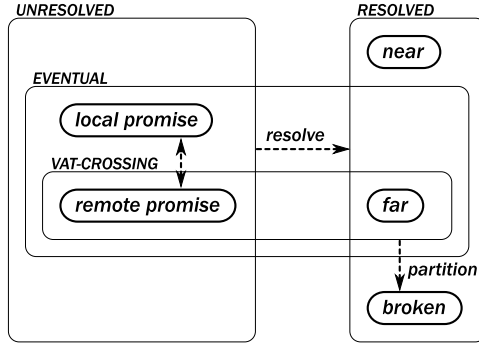 UNRESOLVED
RESOLVED
near
EVENTUAL
local promise
resolve
VAT-CROSSING
remote promise
far
partition
broken